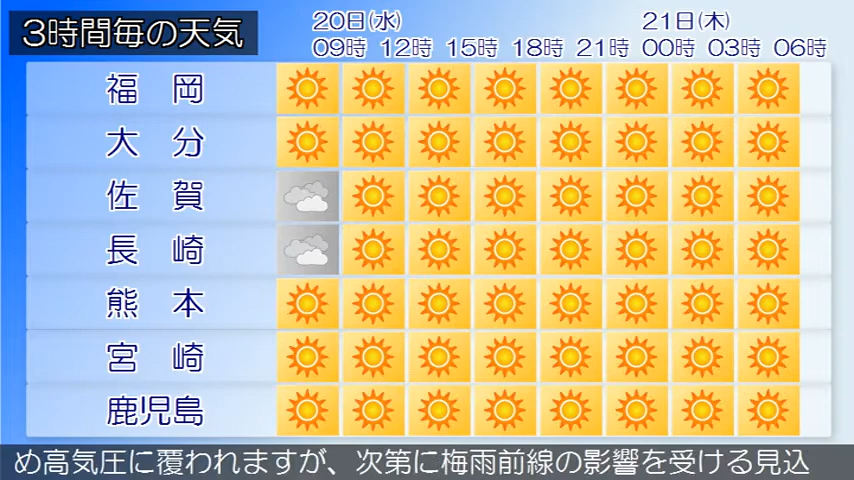 3時間毎の天気
20日(水) 21日(木)
09時 12時 15時 18時 21時 00時 03時 06時
福岡
大分
佐賀
長崎
熊本
宮崎
鹿児島
め高気圧に覆われますが、次第に梅雨前線の影響を受ける見込